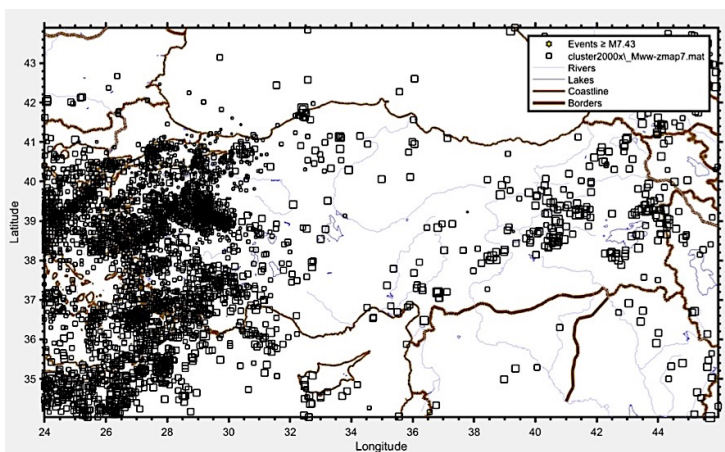 Events ≥ M7.43
cluster2000x\_Mww-zmap7.mat
Rivers
Lakes
Coastline
Borders
43
42
41
40
39
38
37
36
35
Latitude
24 26 28 30 32 34 36 38 40 42 44
Longitude